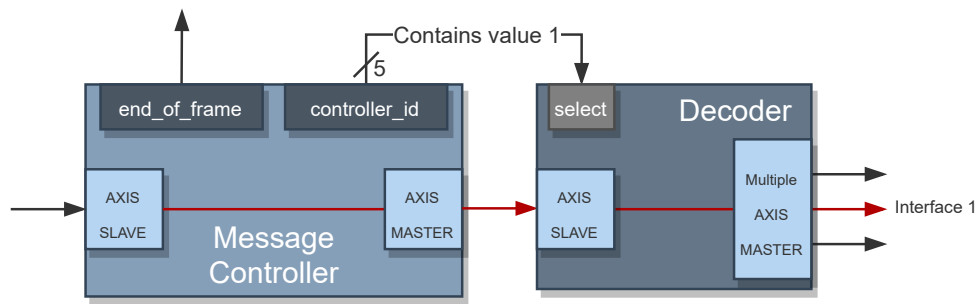 Contains value 1
5
end_of_frame
controller_id
select
Decoder
AXIS
SLAVE
AXIS
MASTER
Message
Controller
AXIS
SLAVE
Multiple
AXIS
MASTER
Interface 1